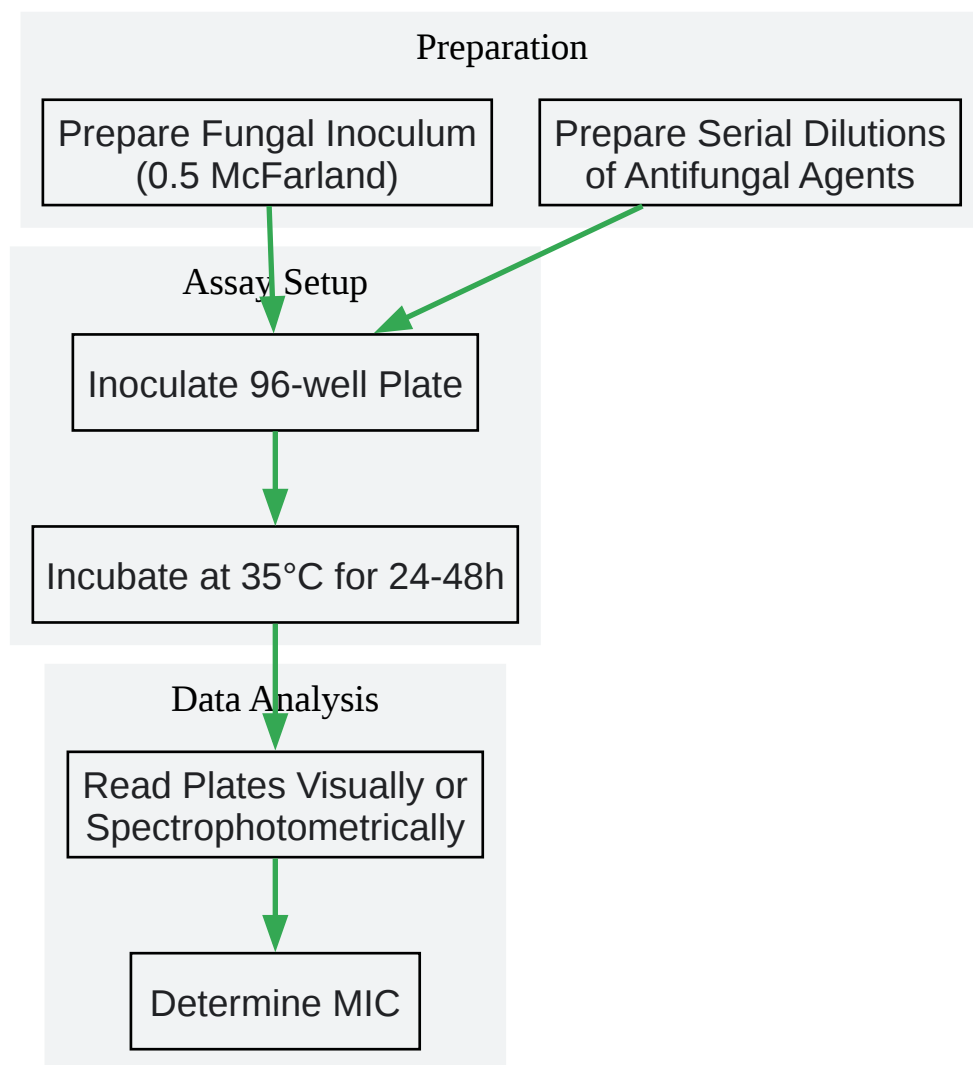 Preparation
Prepare Fungal Inoculum
(0.5 McFarland)
Prepare Serial Dilutions
of Antifungal Agents
Assay Setup
Inoculate 96-well Plate
Incubate at 35°C for 24-48h
Data Analysis
Read Plates Visually or
Spectrophotometrically
Determine MIC